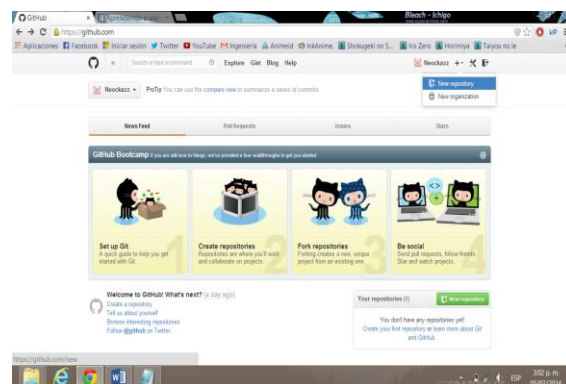 Bleach - Ichigo
GitHub
https://github.com
Aplicaciones Facebook Iniciar sesión Twitter YouTube M Ingeniería Animeid InkAnime. Shokugeki no S... Iris Zero Horimiya Taiyou no Ie
Search or type a command Explore Gist Blog Help Neockazz
New repository
New organization
Neockazz ProTip You can use the compare view to summarize a series of commits.
News Feed Pull Requests Issues Stars
GitHub Bootcamp If you are still new to things, we've provided a few walkthroughs to get you started.
Set up Git
A quick guide to help you get
started with Git.
1
Create repositories
Repositories are where you'll work
and collaborate on projects.
2
Fork repositories
Forking creates a new, unique
project from an existing one.
3
Be social
Send pull requests, follow friends.
Star and watch projects.
4
Welcome to GitHub! What's next? (a day ago)
Create a repository
Tell us about yourself
Browse interesting repositories
Follow @github on Twitter
Your repositories (0) New repository
You don't have any repositories yet!
Create your first repository or learn more about Git
and GitHub.
https://github.com/new
ESP 3:02 p. m.